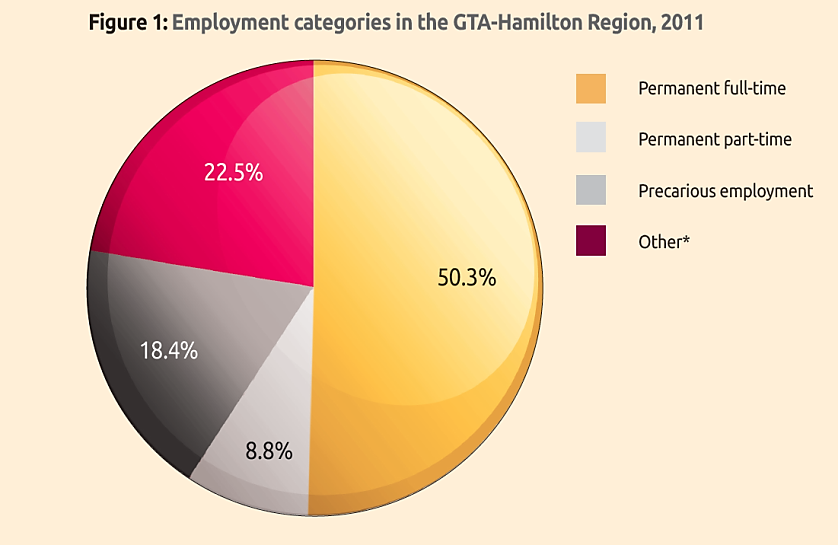 Figure 1: Employment categories in the GTA-Hamilton Region, 2011
Permanent full-time
Permanent part-time
Precarious employment
Other*
22.5%
50.3%
18.4%
8.8%